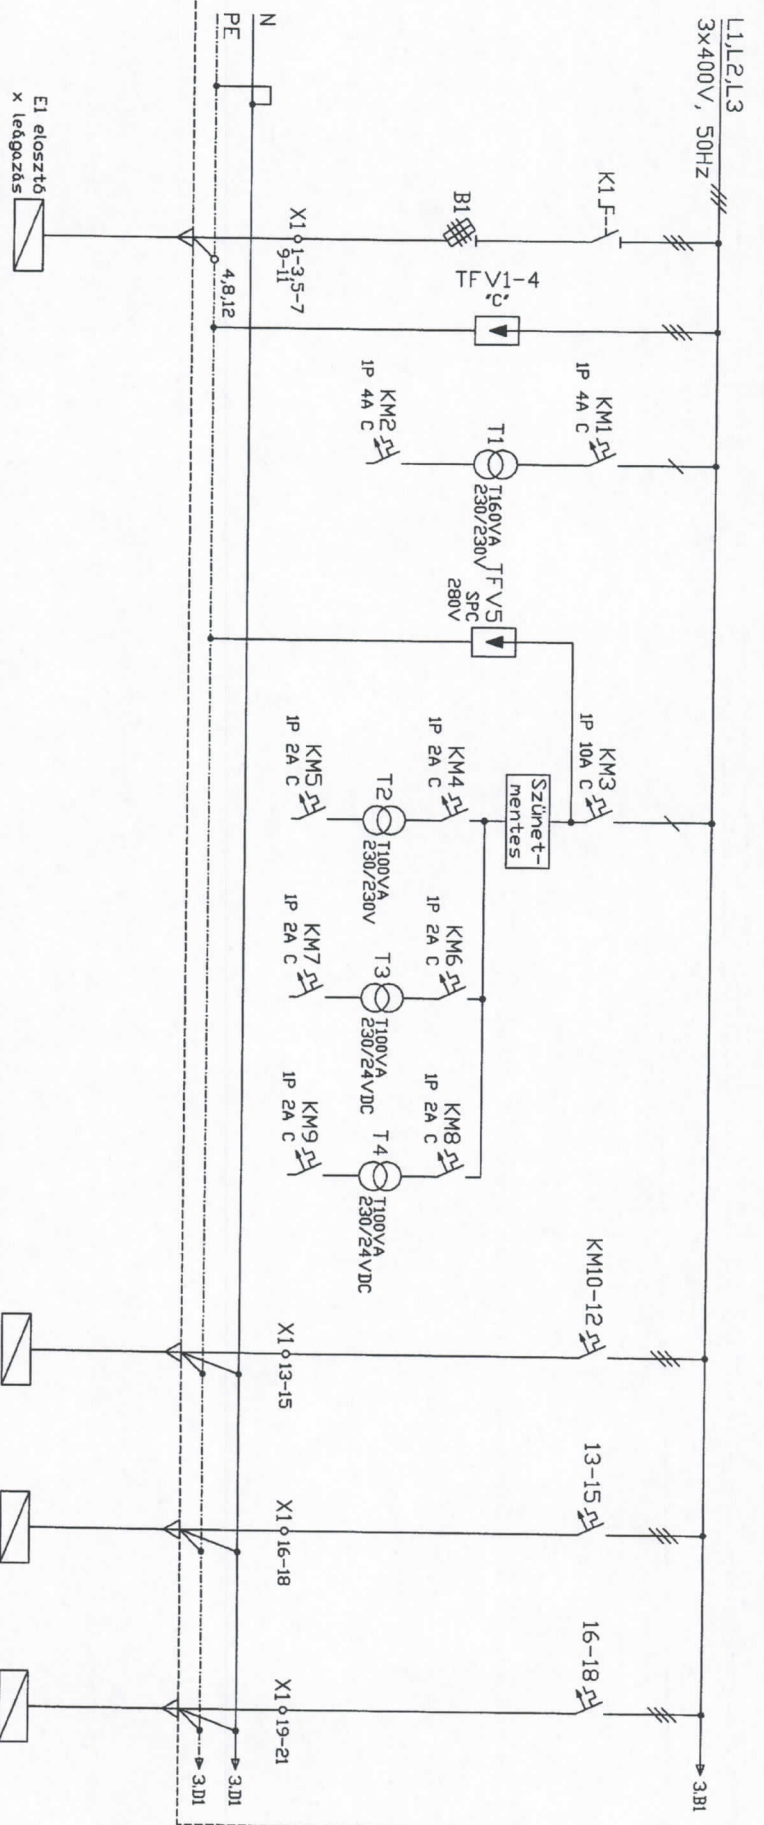 L1,L2,L3
3x400V, 50Hz
K1
B1
X1
1-3,5-7
9-11
N
PE
4,8,12
E1 elosztó
x leágazás
TFV1-4
"C"
KM1
1P 4A C
T1
T160VA
230/230V
KM2
1P 4A C
TFV5
SPC
280V
KM3
1P 10A C
Szünet-
mentes
KM4
1P 2A C
T2
T100VA
230/230V
KM5
1P 2A C
KM6
1P 2A C
T3
T100VA
230/24VDC
KM7
1P 2A C
KM8
1P 2A C
T4
T100VA
230/24VDC
KM9
1P 2A C
KM10-12
X1
13-15
13-15
X1
16-18
16-18
X1
19-21
3.B1
3.D1
3.D1